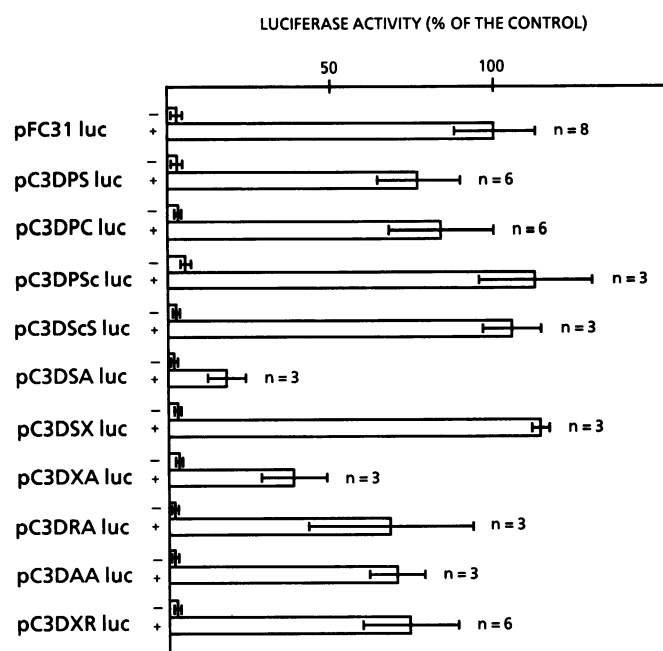 LUCIFERASE ACTIVITY (% OF THE CONTROL)
50 100
−
pFC31 luc + n = 8
−
pC3DPS luc + n = 6
−
pC3DPC luc + n = 6
−
pC3DPSc luc + n = 3
−
pC3DScS luc + n = 3
−
pC3DSA luc + n = 3
−
pC3DSX luc + n = 3
−
pC3DXA luc + n = 3
−
pC3DRA luc + n = 3
−
pC3DAA luc + n = 3
−
pC3DXR luc + n = 6